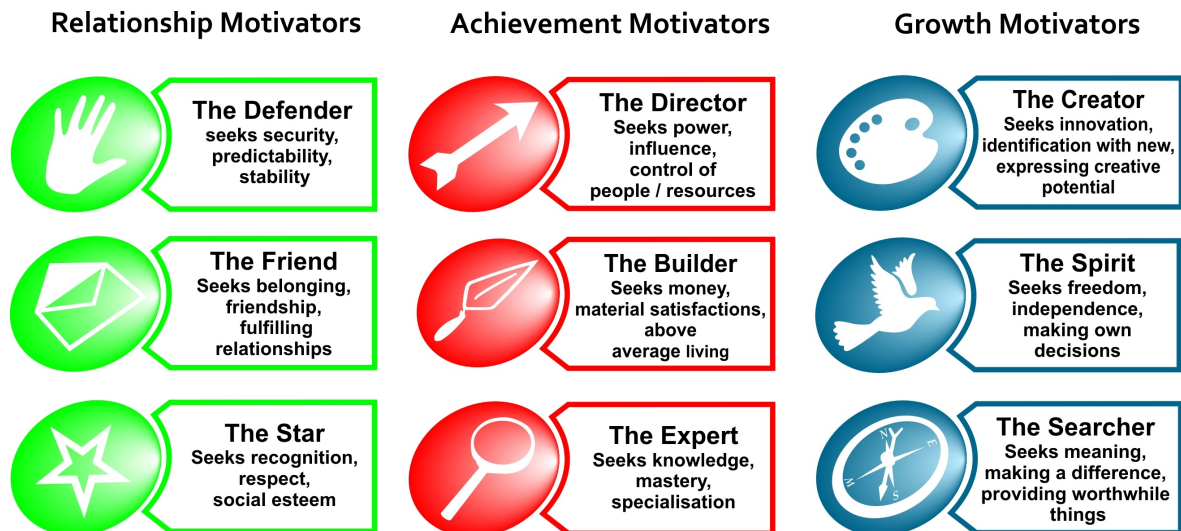 Relationship Motivators
Achievement Motivators
Growth Motivators
The Defender
seeks security,
predictability,
stability
The Director
Seeks power,
influence,
control of
people / resources
The Creator
Seeks innovation,
identification with new,
expressing creative
potential
The Friend
Seeks belonging,
friendship,
fulfilling
relationships
The Builder
Seeks money,
material satisfactions,
above
average living
The Spirit
Seeks freedom,
independence,
making own
decisions
The Star
Seeks recognition,
respect,
social esteem
The Expert
Seeks knowledge,
mastery,
specialisation
N
E
W
S
The Searcher
Seeks meaning,
making a difference,
providing worthwhile
things